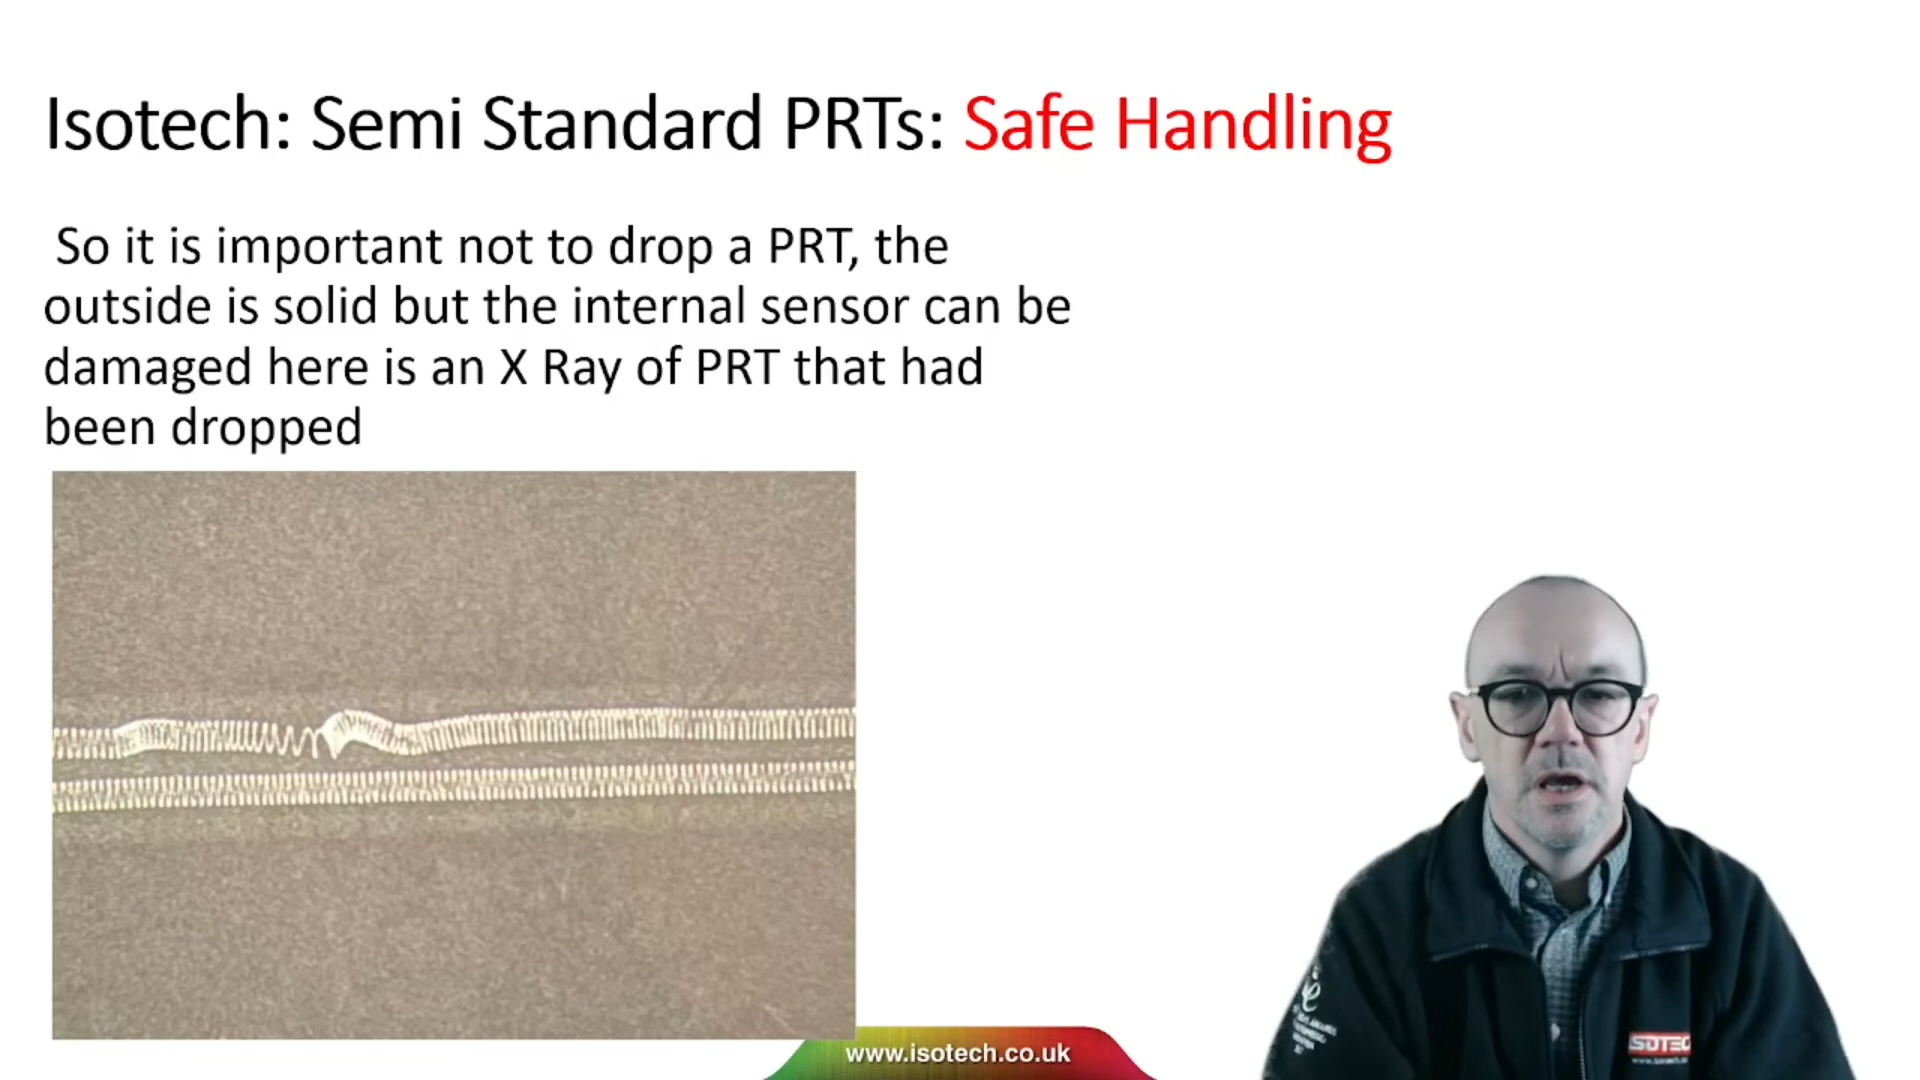 Isotech: Semi Standard PRTs: Safe Handling
So it is important not to drop a PRT, the
outside is solid but the internal sensor can be
damaged here is an X Ray of PRT that had
been dropped
www.isotech.co.uk